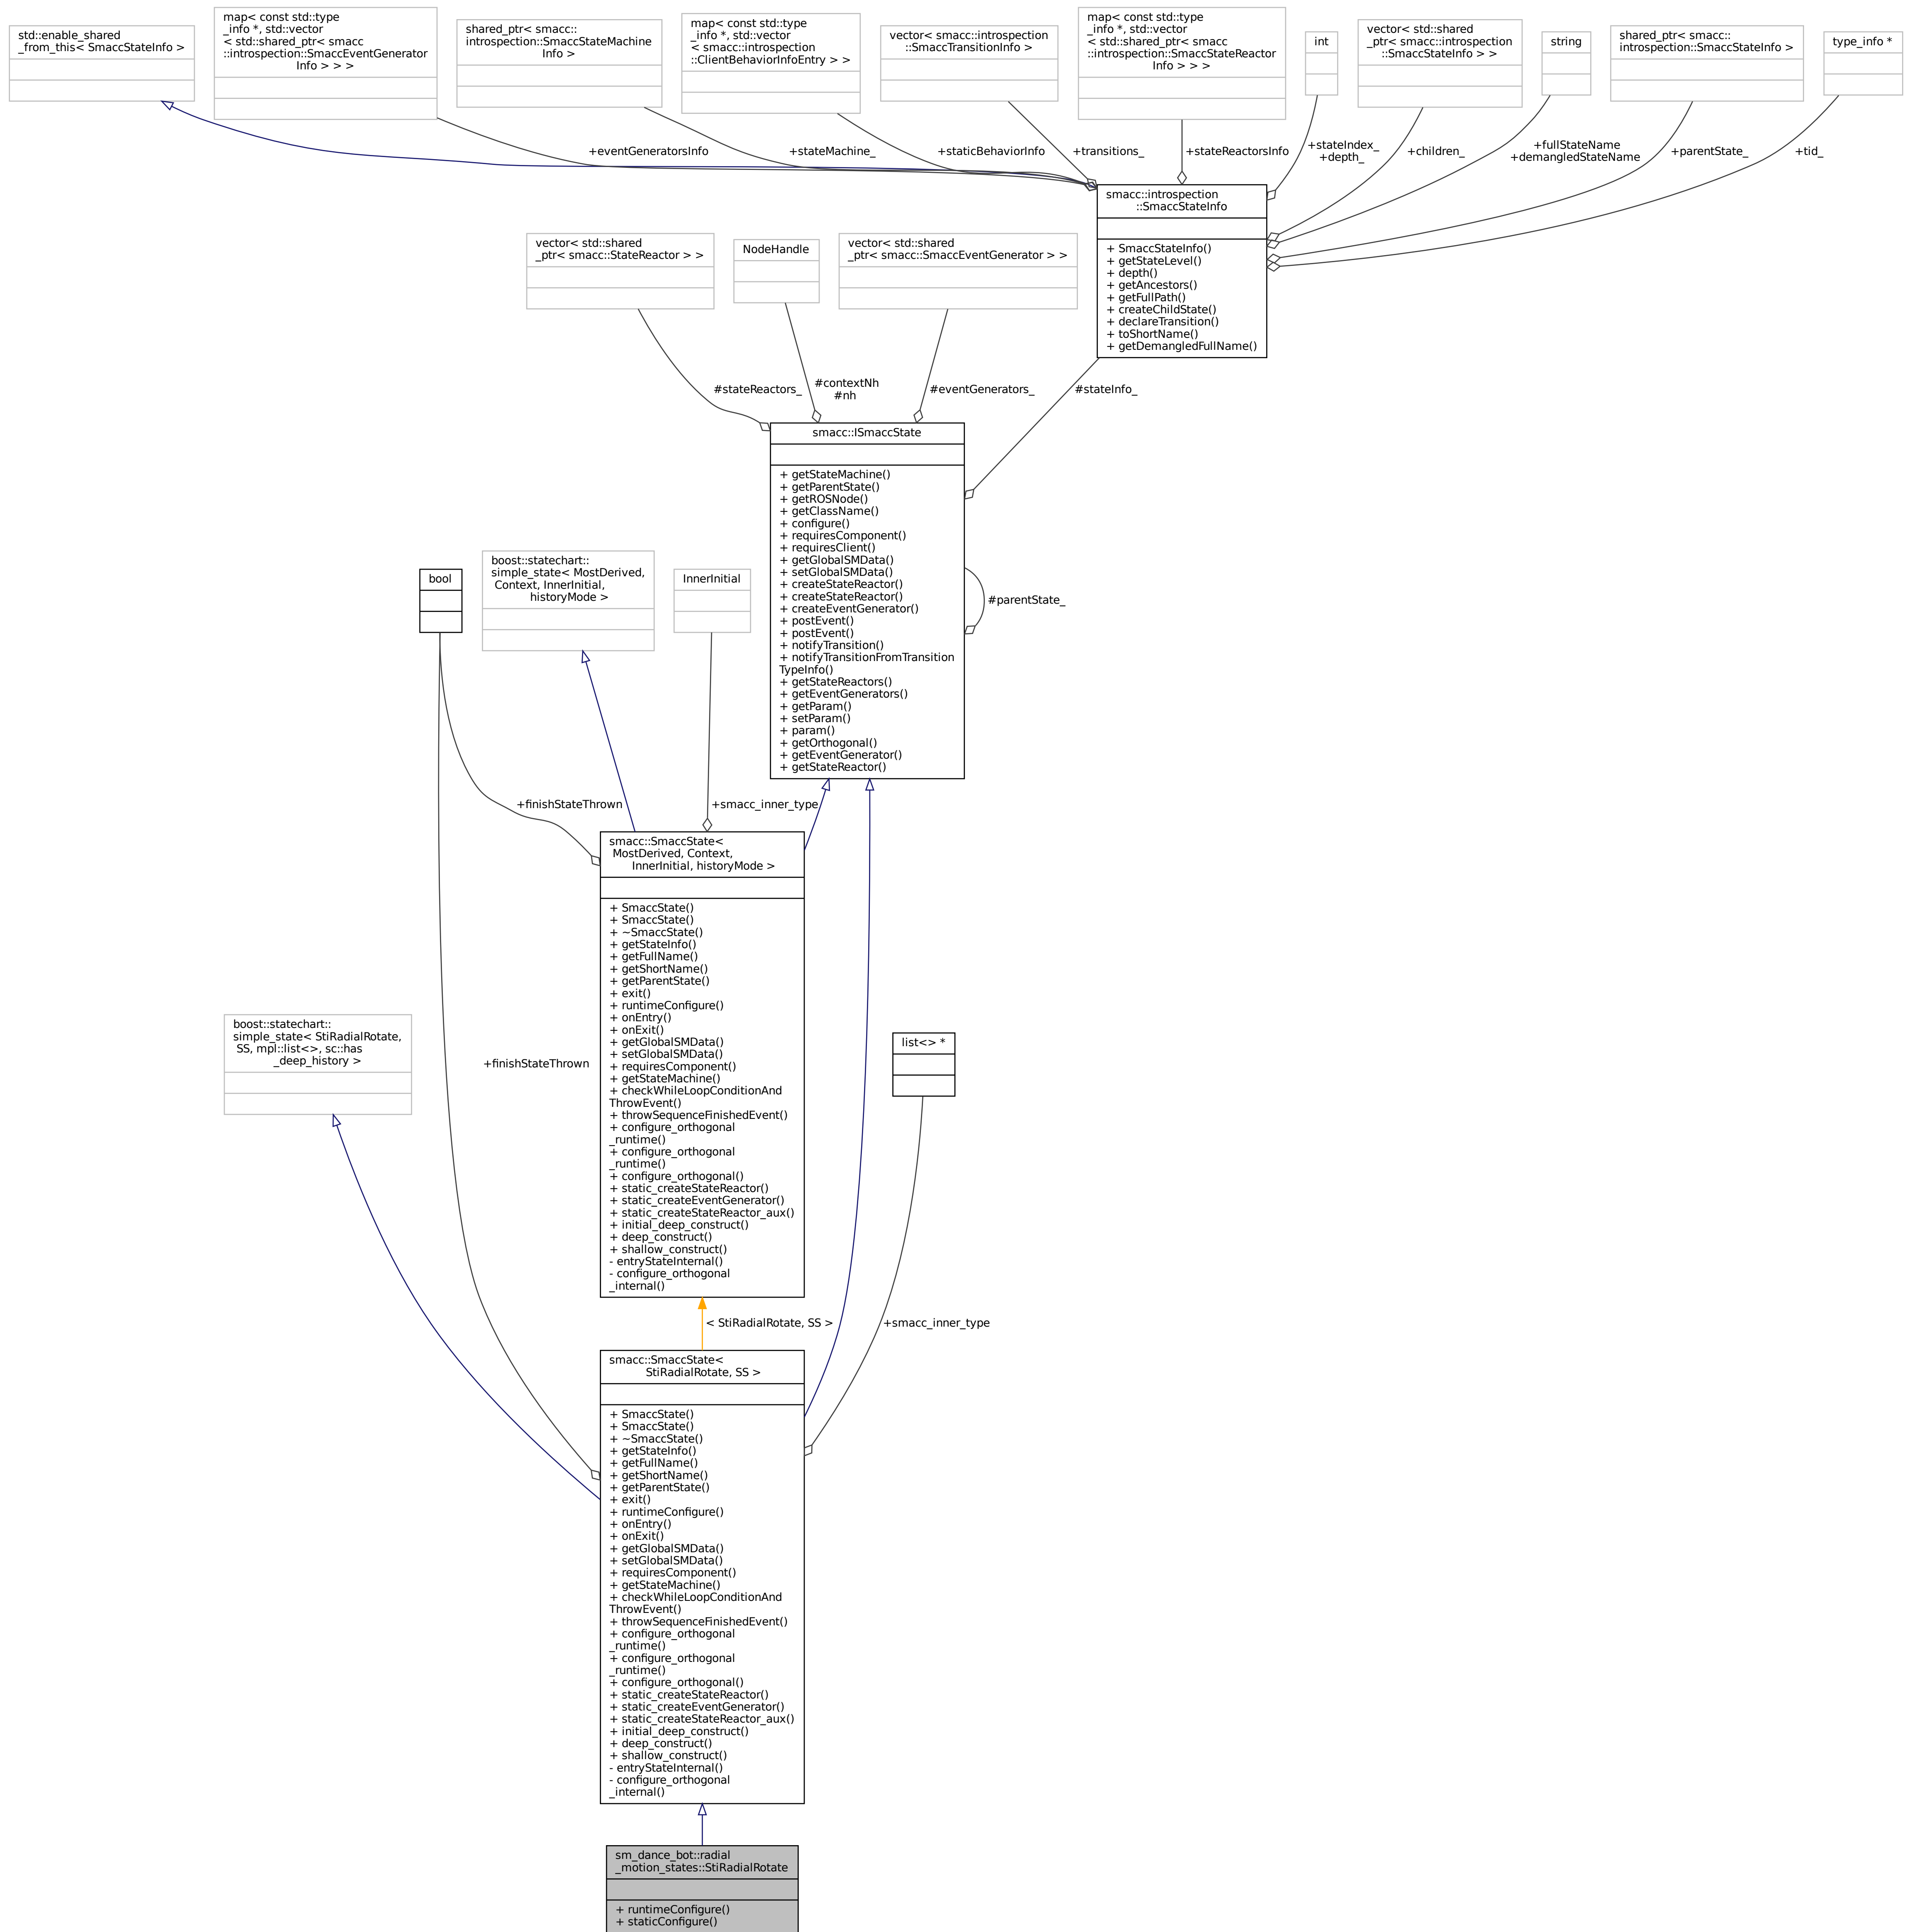 std::enable_shared
_from_this< SmaccStateInfo >
map< const std::type
_info *, std::vector
< std::shared_ptr< smacc
::introspection::SmaccEventGenerator
Info > > >
shared_ptr< smacc::
introspection::SmaccStateMachine
Info >
map< const std::type
_info *, std::vector
< smacc::introspection
::ClientBehaviorInfoEntry > >
vector< smacc::introspection
::SmaccTransitionInfo >
map< const std::type
_info *, std::vector
< std::shared_ptr< smacc
::introspection::SmaccStateReactor
Info > > >
int
vector< std::shared
_ptr< smacc::introspection
::SmaccStateInfo > >
string
shared_ptr< smacc::
introspection::SmaccStateInfo >
type_info *
+eventGeneratorsInfo
+stateMachine_
+staticBehaviorInfo
+transitions_
+stateReactorsInfo
+stateIndex_
+depth_
+children_
+fullStateName
+demangledStateName
+parentState_
+tid_
smacc::introspection
::SmaccStateInfo
+ SmaccStateInfo()
+ getStateLevel()
+ depth()
+ getAncestors()
+ getFullPath()
+ createChildState()
+ declareTransition()
+ toShortName()
+ getDemangledFullName()
vector< std::shared
_ptr< smacc::StateReactor > >
NodeHandle
vector< std::shared
_ptr< smacc::SmaccEventGenerator > >
#stateReactors_
#contextNh
#nh
#eventGenerators_
#stateInfo_
smacc::ISmaccState
+ getStateMachine()
+ getParentState()
+ getROSNode()
+ getClassName()
+ configure()
+ requiresComponent()
+ requiresClient()
+ getGlobalSMData()
+ setGlobalSMData()
+ createStateReactor()
+ createStateReactor()
+ createEventGenerator()
+ postEvent()
+ postEvent()
+ notifyTransition()
+ notifyTransitionFromTransition
TypeInfo()
+ getStateReactors()
+ getEventGenerators()
+ getParam()
+ setParam()
+ param()
+ getOrthogonal()
+ getEventGenerator()
+ getStateReactor()
#parentState_
bool
boost::statechart::
simple_state< MostDerived,
Context, InnerInitial,
historyMode >
InnerInitial
+finishStateThrown
+smacc_inner_type
smacc::SmaccState<
MostDerived, Context,
InnerInitial, historyMode >
+ SmaccState()
+ SmaccState()
+ ~SmaccState()
+ getStateInfo()
+ getFullName()
+ getShortName()
+ getParentState()
+ exit()
+ runtimeConfigure()
+ onEntry()
+ onExit()
+ getGlobalSMData()
+ setGlobalSMData()
+ requiresComponent()
+ getStateMachine()
+ checkWhileLoopConditionAnd
ThrowEvent()
+ throwSequenceFinishedEvent()
+ configure_orthogonal
_runtime()
+ configure_orthogonal
_runtime()
+ configure_orthogonal()
+ static_createStateReactor()
+ static_createEventGenerator()
+ static_createStateReactor_aux()
+ initial_deep_construct()
+ deep_construct()
+ shallow_construct()
- entryStateInternal()
- configure_orthogonal
_internal()
boost::statechart::
simple_state< StiRadialRotate,
SS, mpl::list<>, sc::has
_deep_history >
+finishStateThrown
list<> *
< StiRadialRotate, SS >
+smacc_inner_type
smacc::SmaccState<
StiRadialRotate, SS >
+ SmaccState()
+ SmaccState()
+ ~SmaccState()
+ getStateInfo()
+ getFullName()
+ getShortName()
+ getParentState()
+ exit()
+ runtimeConfigure()
+ onEntry()
+ onExit()
+ getGlobalSMData()
+ setGlobalSMData()
+ requiresComponent()
+ getStateMachine()
+ checkWhileLoopConditionAnd
ThrowEvent()
+ throwSequenceFinishedEvent()
+ configure_orthogonal
_runtime()
+ configure_orthogonal
_runtime()
+ configure_orthogonal()
+ static_createStateReactor()
+ static_createEventGenerator()
+ static_createStateReactor_aux()
+ initial_deep_construct()
+ deep_construct()
+ shallow_construct()
- entryStateInternal()
- configure_orthogonal
_internal()
sm_dance_bot::radial
_motion_states::StiRadialRotate
+ runtimeConfigure()
+ staticConfigure()